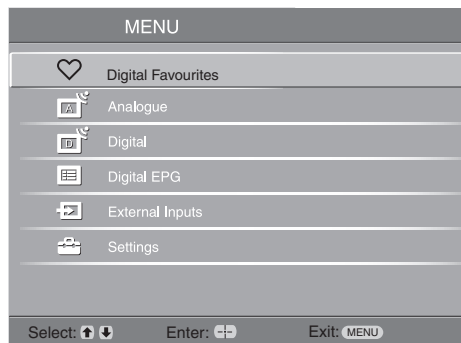 MENU
Digital Favourites
A Analogue
D Digital
Digital EPG
External Inputs
Settings
Select: Enter: Exit: MENU